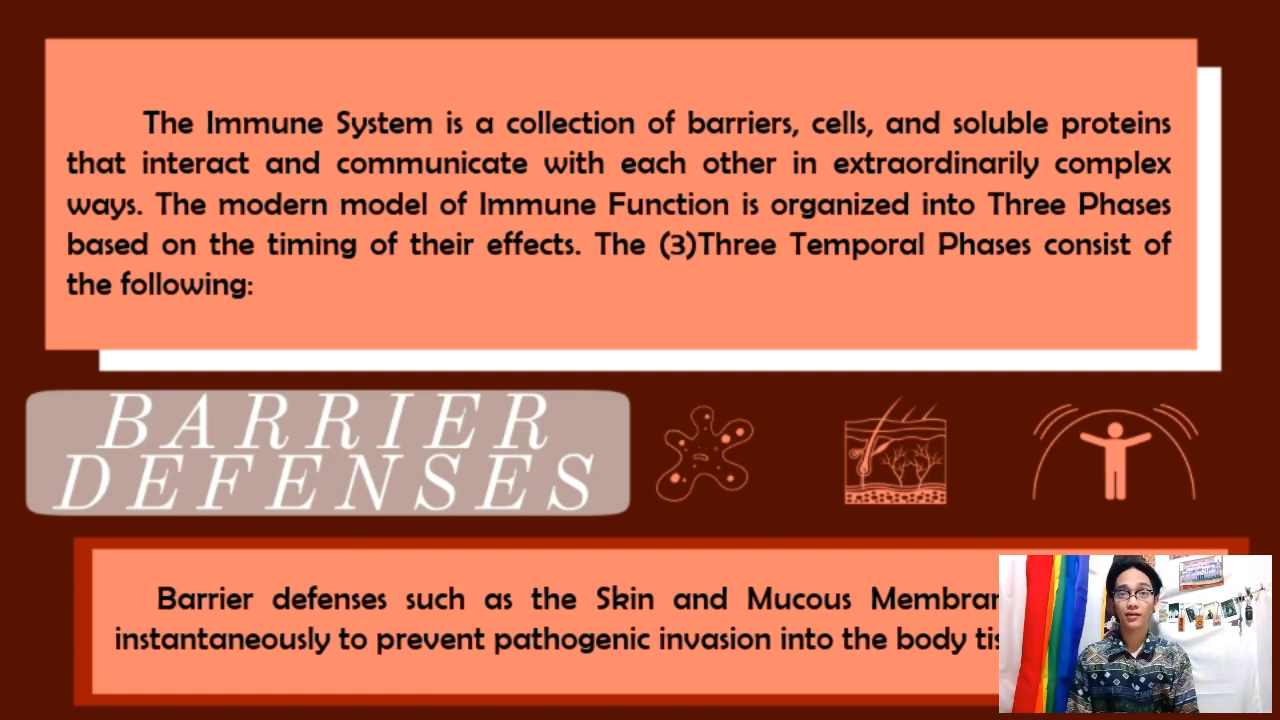 The Immune System is a collection of barriers, cells, and soluble proteins
that interact and communicate with each other in extraordinarily complex
ways. The modern model of Immune Function is organized into Three Phases
based on the timing of their effects. The (3)Three Temporal Phases consist of
the following:
BARRIER
DEFENSES
Barrier defenses such as the Skin and Mucous
instantaneously to prevent pathogenic invasion into the body